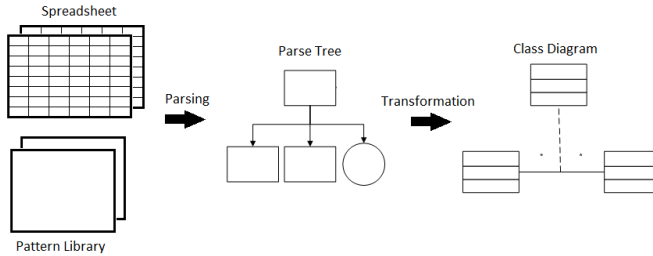 Spreadsheet
Parsing
Pattern Library
Parse Tree
Transformation
Class Diagram